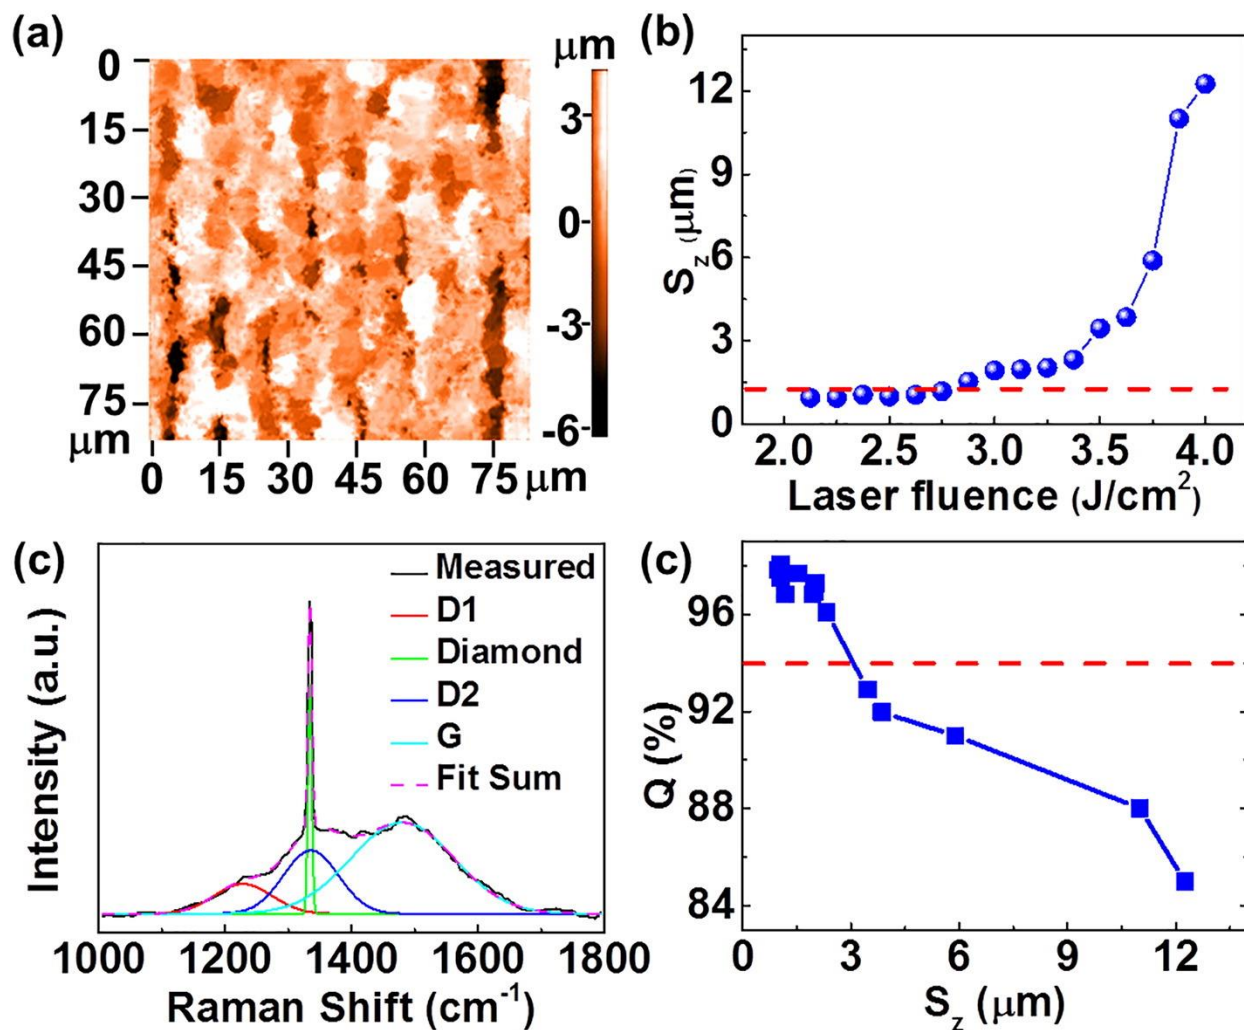 (a)
μm
0
15
30
45
60
75
μm
0 15 30 45 60 75 μm
3
0
-3
-6
(b)
S_z (μm)
12
9
6
3
0
2.0 2.5 3.0 3.5 4.0
Laser fluence (J/cm²)
(c)
Intensity (a.u.)
Measured
D1
Diamond
D2
G
Fit Sum
1000 1200 1400 1600 1800
Raman Shift (cm⁻¹)
(c)
Q (%)
96
92
88
84
0 3 6 9 12
S_z (μm)